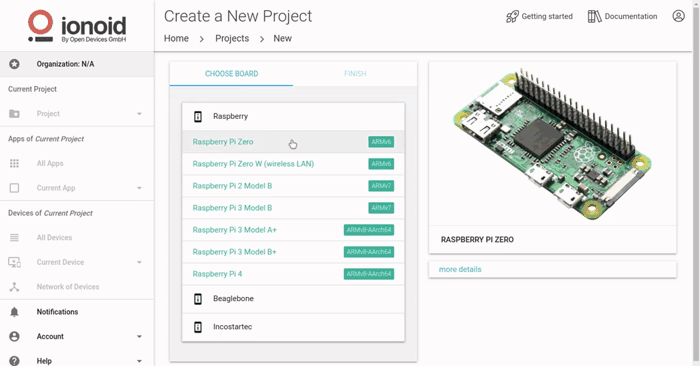 ionoid
By Open Devices GmbH
Create a New Project
Getting started
Documentation
Home > Projects > New
Organization: N/A
Current Project
Project
Apps of Current Project
All Apps
Current App
Devices of Current Project
All Devices
Current Device
Network of Devices
Notifications
Account
Help
CHOOSE BOARD
FINISH
Raspberry
Raspberry Pi Zero ARMv6
Raspberry Pi Zero W (wireless LAN) ARMv6
Raspberry Pi 2 Model B ARMv7
Raspberry Pi 3 Model B ARMv7
Raspberry Pi 3 Model A+ ARMv8-AArch64
Raspberry Pi 3 Model B+ ARMv8-AArch64
Raspberry Pi 4 ARMv8-AArch64
Beaglebone
Incostartec
RASPBERRY PI ZERO
more details